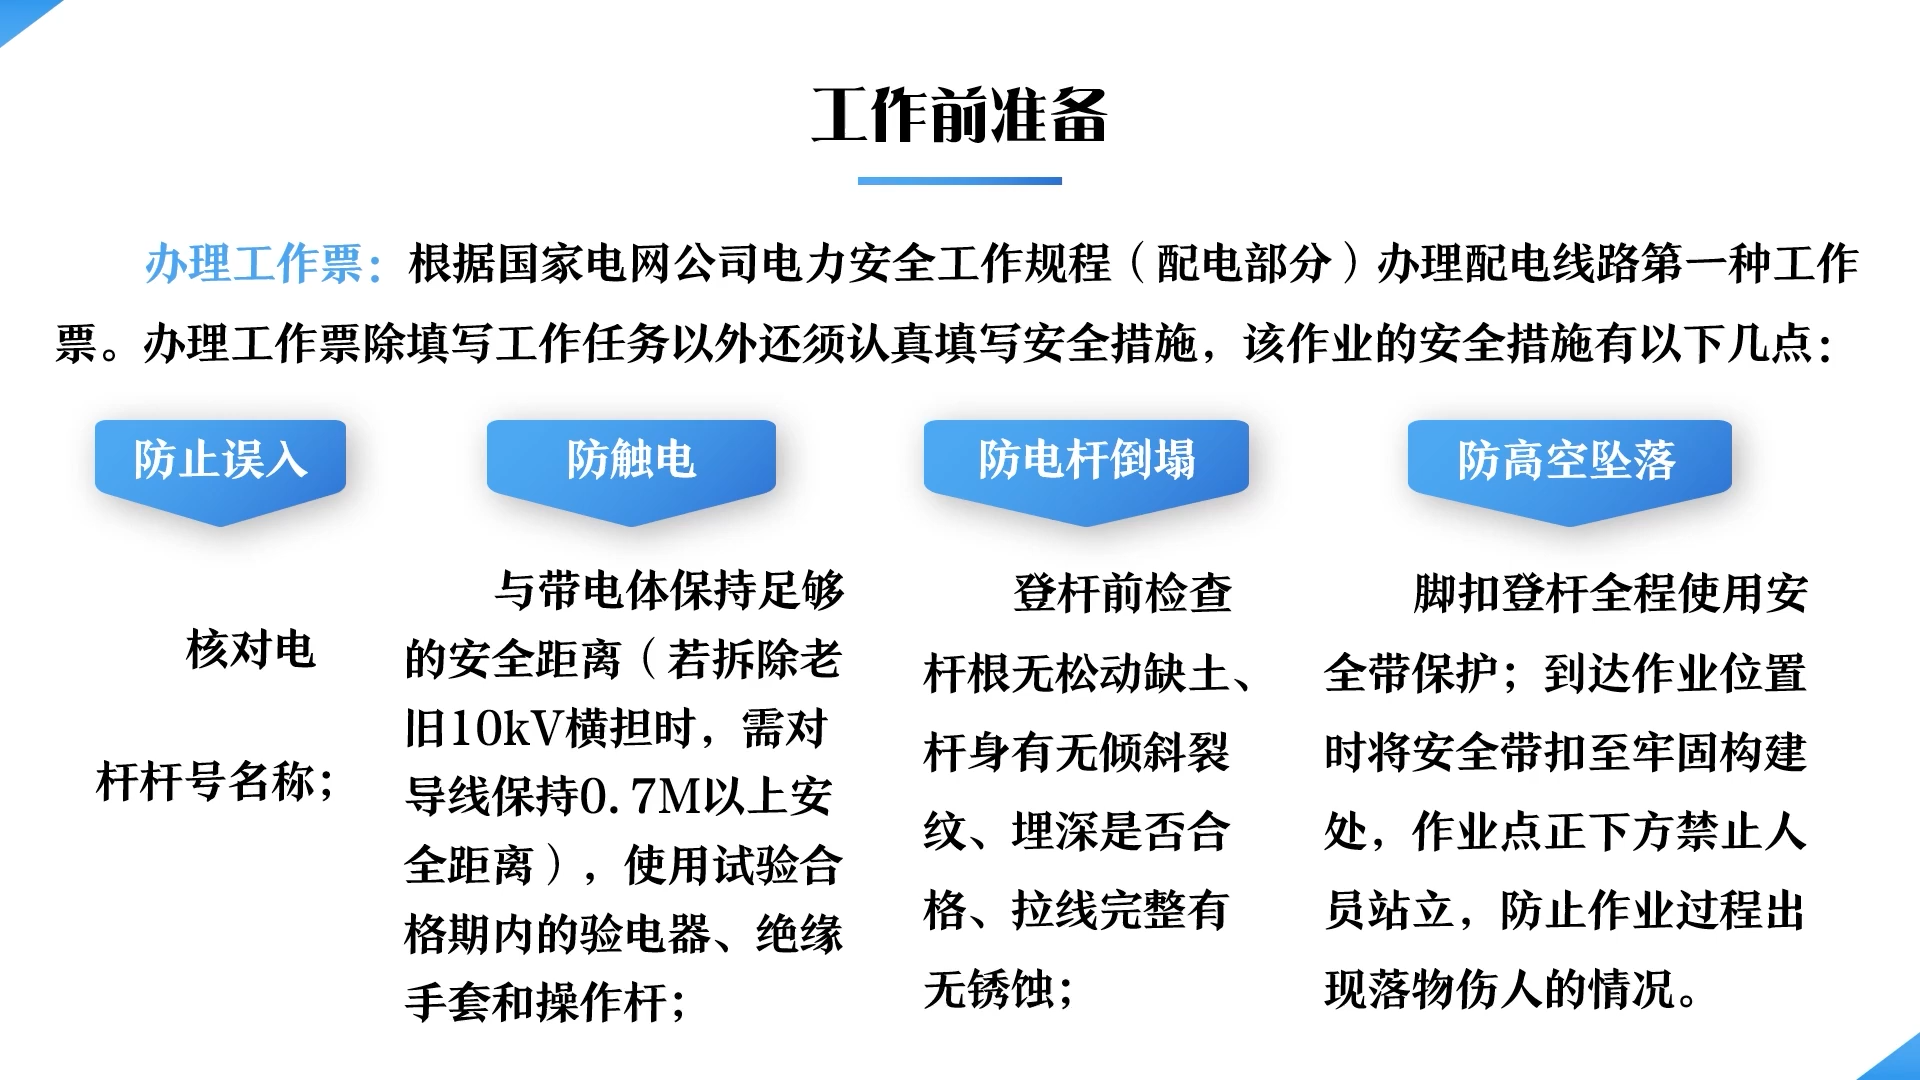 工作前准备
办理工作票：根据国家电网公司电力安全工作规程（配电部分）办理配电线路第一种工作
票。办理工作票除填写工作任务以外还须认真填写安全措施，该作业的安全措施有以下几点：
防止误入
核对电
杆杆号名称；
防触电
与带电体保持足够
的安全距离（若拆除老
旧10kV横担时，需对
导线保持0.7M以上安
全距离），使用试验合
格期内的验电器、绝缘
手套和操作杆；
防电杆倒塌
登杆前检查
杆根无松动缺土、
杆身有无倾斜裂
纹、埋深是否合
格、拉线完整有
无锈蚀；
防高空坠落
脚扣登杆全程使用安
全带保护；到达作业位置
时将安全带扣至牢固构建
处，作业点正下方禁止人
员站立，防止作业过程出
现落物伤人的情况。